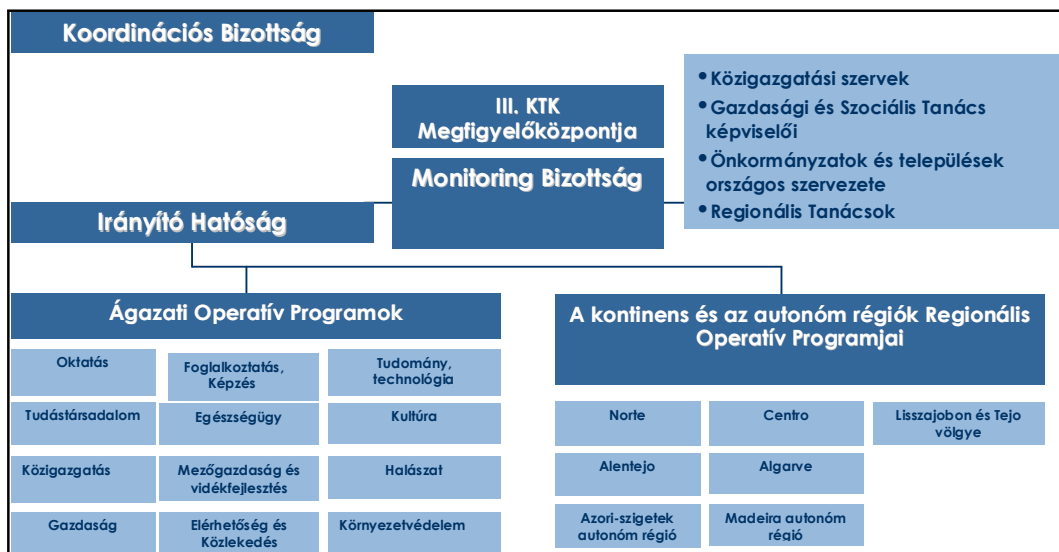 Koordinációs Bizottság
III. KTK
Megfigyelőközpontja
Monitoring Bizottság
• Közigazgatási szervek
• Gazdasági és Szociális Tanács
képviselői
• Önkormányzatok és települések
országos szervezete
• Regionális Tanácsok
Irányító Hatóság
Ágazati Operatív Programok
Oktatás
Foglalkoztatás,
Képzés
Tudomány,
technológia
Tudástársadalom
Egészségügy
Kultúra
Közigazgatás
Mezőgazdaság és
vidékfejlesztés
Halászat
Gazdaság
Elérhetőség és
Közlekedés
Környezetvédelem
A kontinens és az autonóm régiók Regionális
Operatív Programjai
Norte
Centro
Lisszajobon és Tejo
völgye
Alentejo
Algarve
Azori-szigetek
autonóm régió
Madeira autonóm
régió